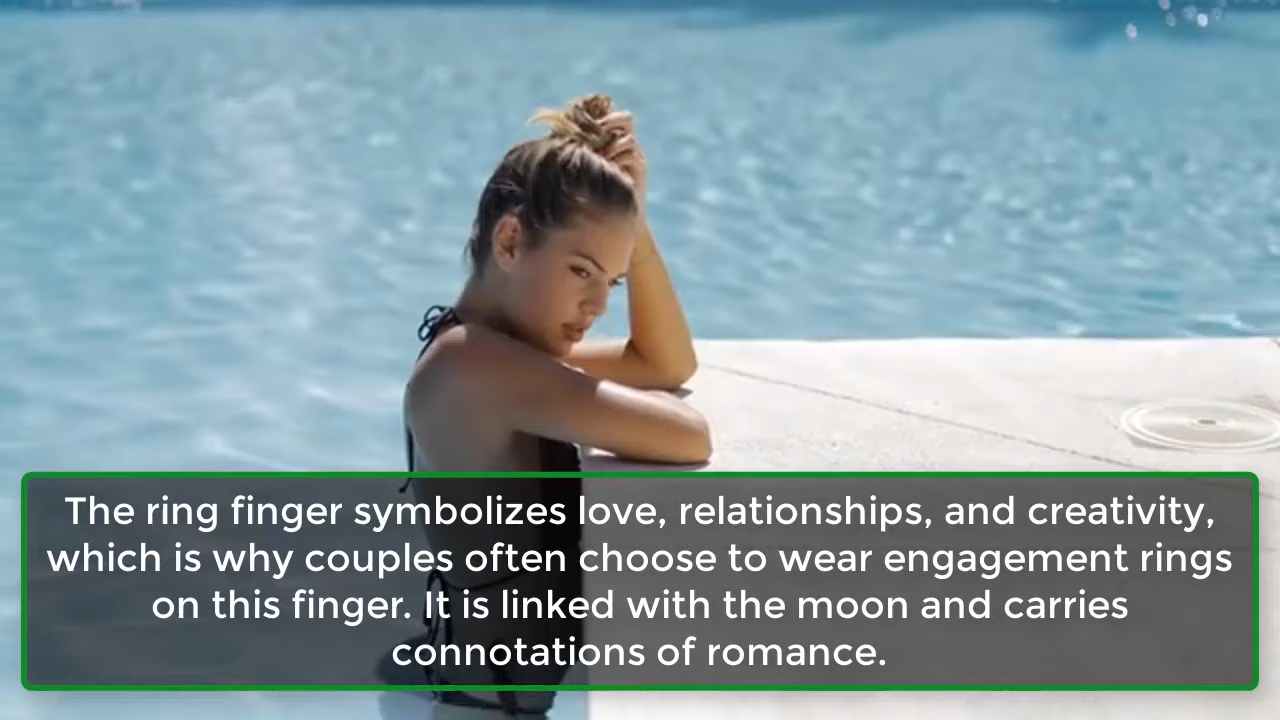 The ring finger symbolizes love, relationships, and creativity,
which is why couples often choose to wear engagement rings
on this finger. It is linked with the moon and carries
connotations of romance.